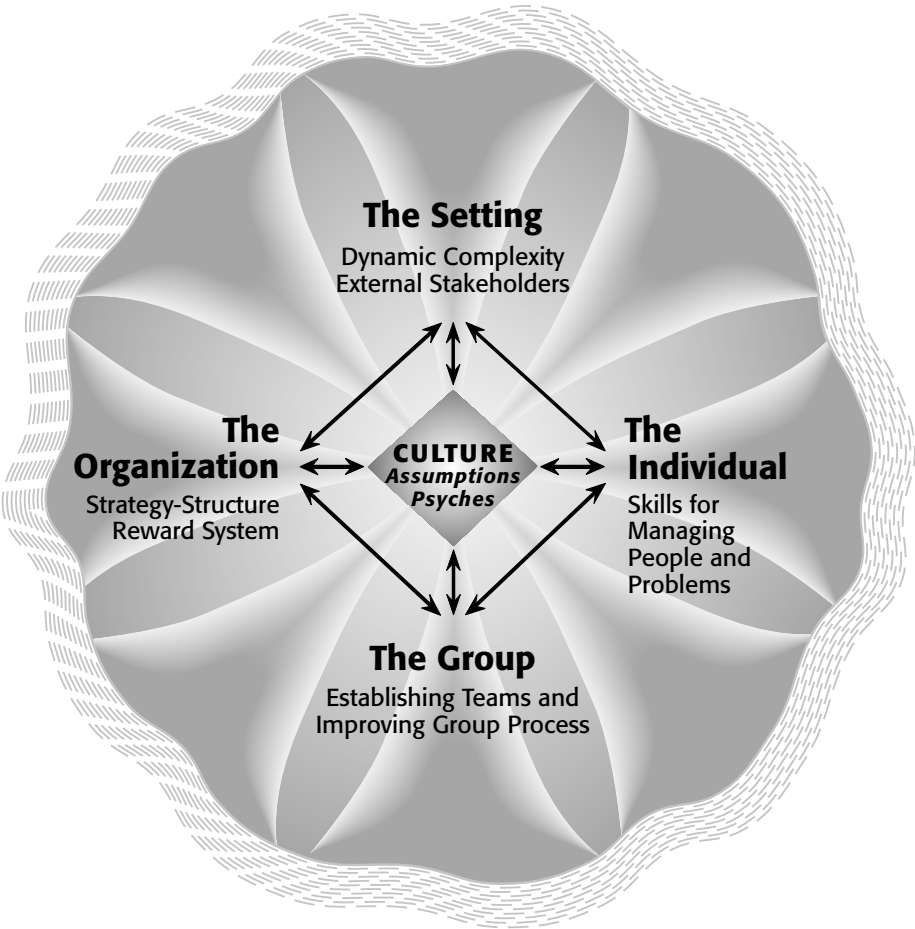 The Setting
Dynamic Complexity
External Stakeholders
The
Organization
Strategy-Structure
Reward System
CULTURE
Assumptions
Psyches
The
Individual
Skills for
Managing
People and
Problems
The Group
Establishing Teams and
Improving Group Process